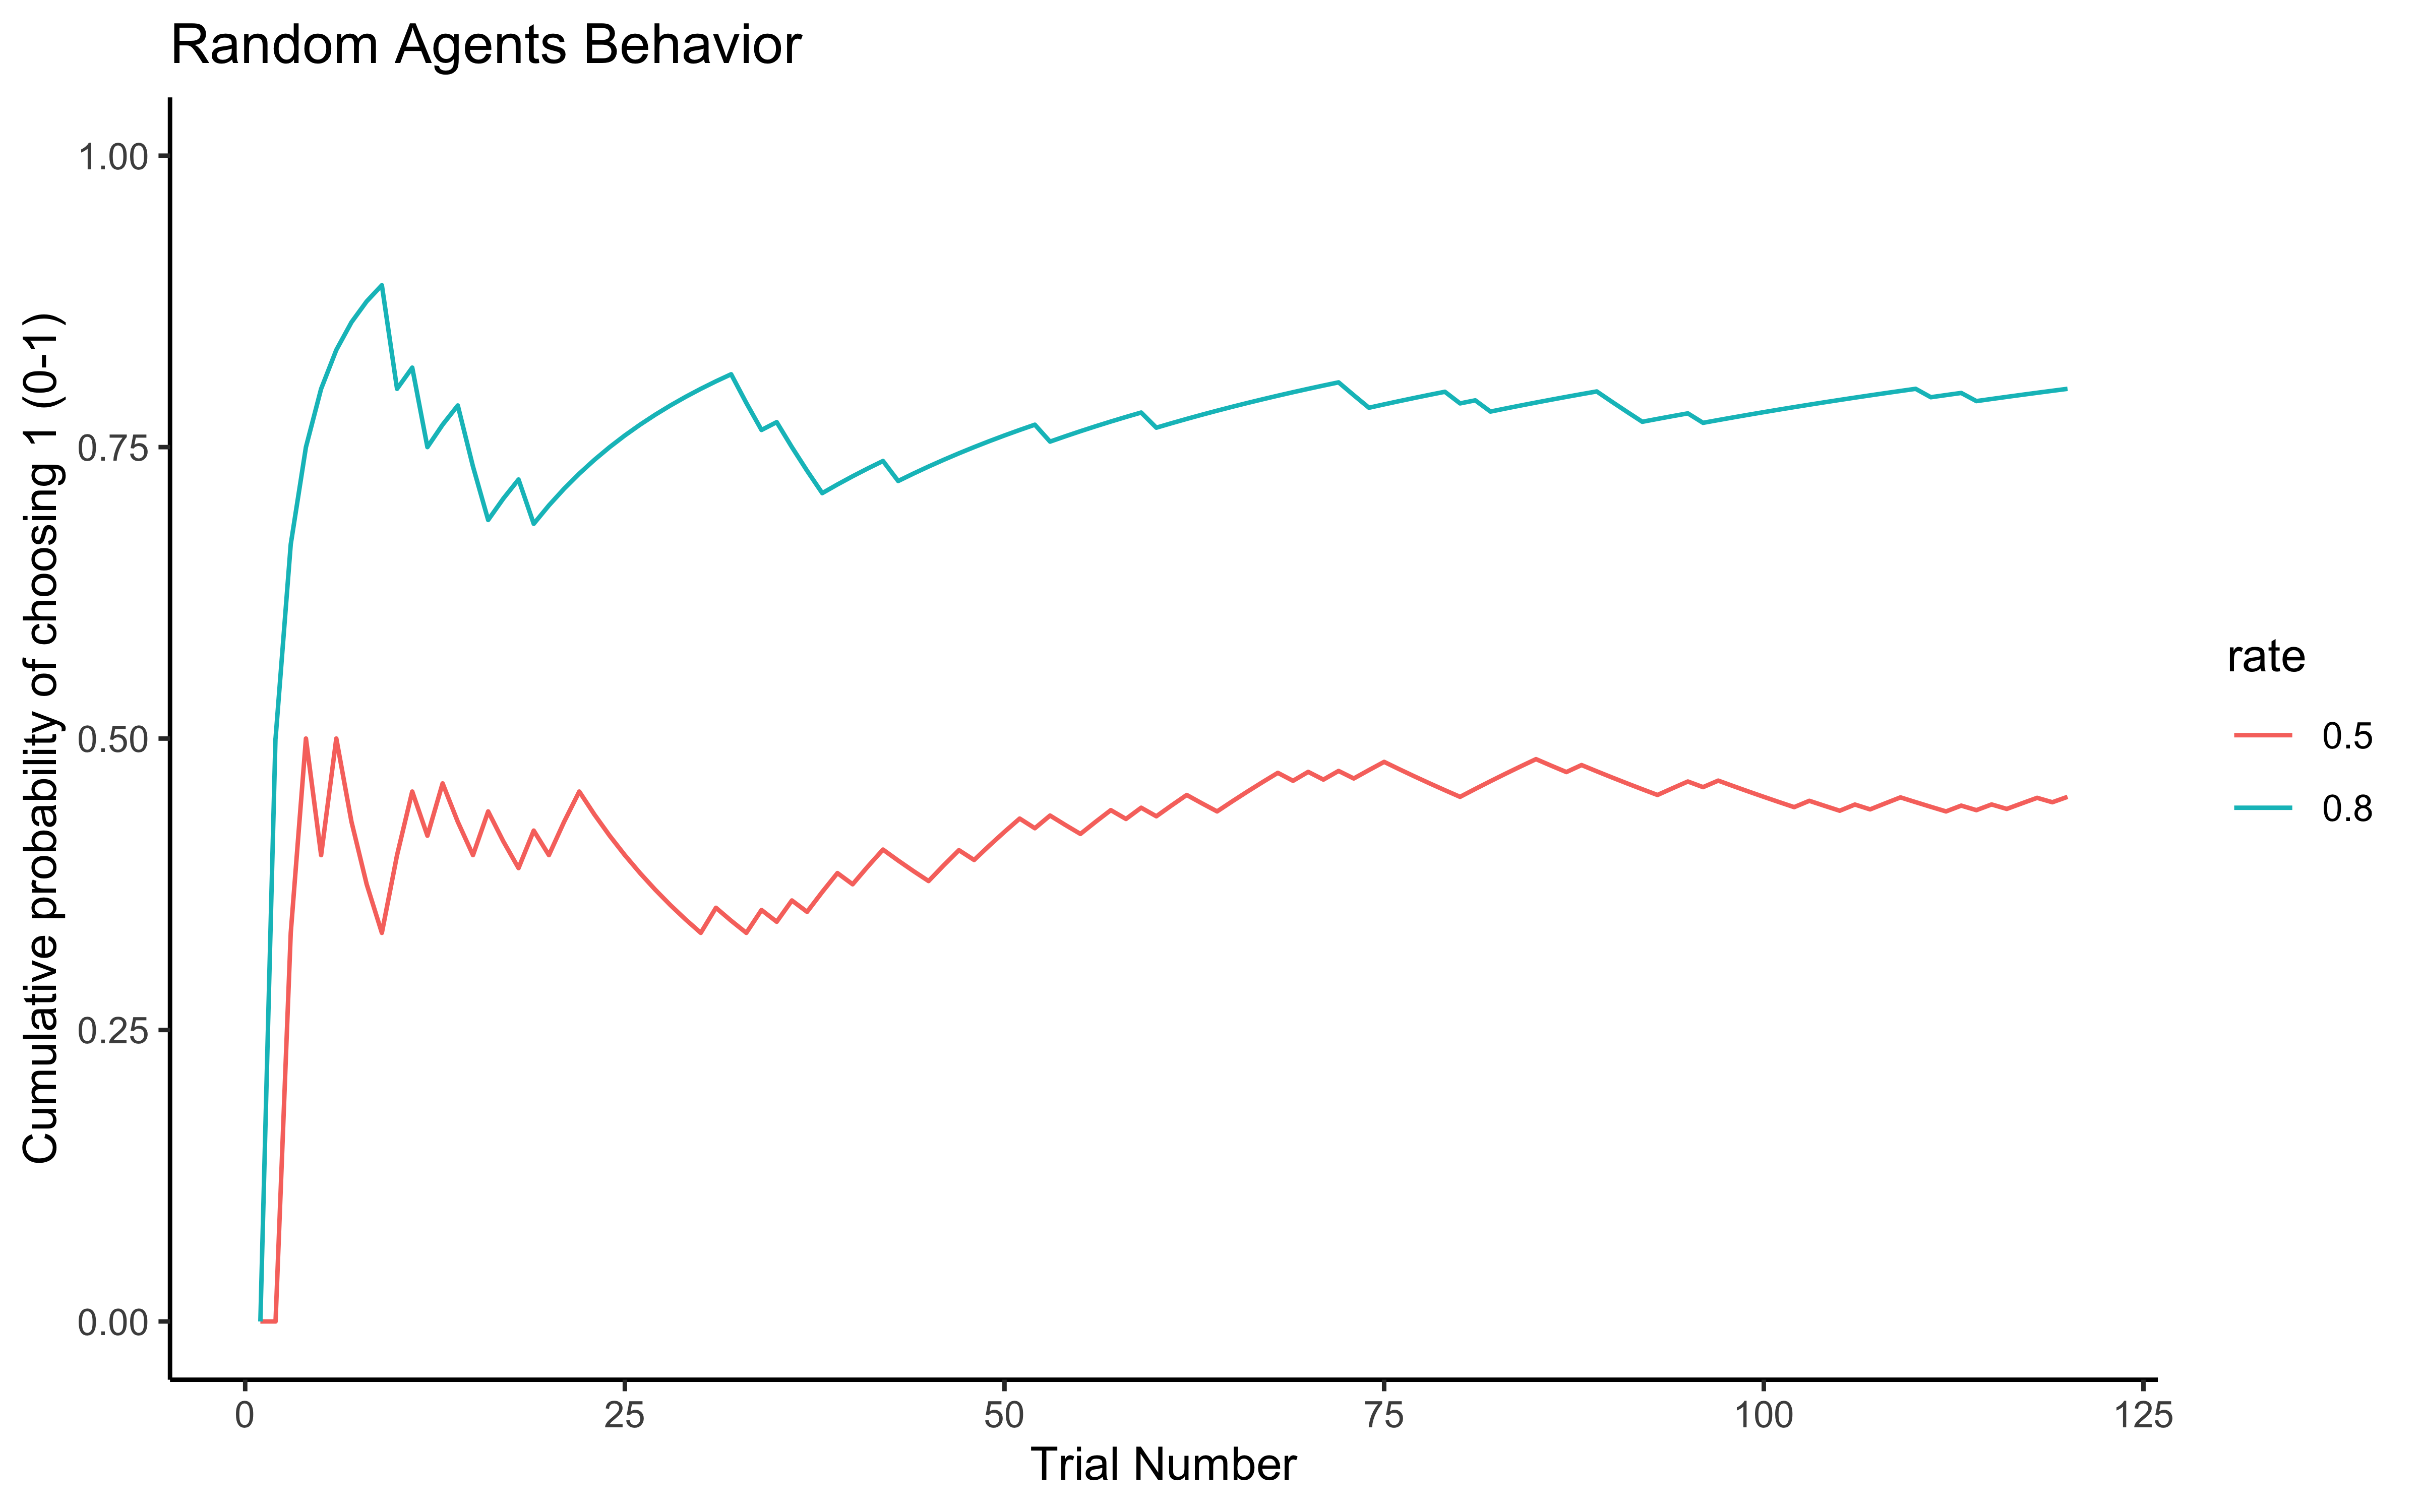 Random Agents Behavior
Cumulative probability of choosing 1 (0-1)
1.00
0.75
0.50
0.25
0.00
0 25 50 75 100 125
Trial Number
rate
0.5
0.8